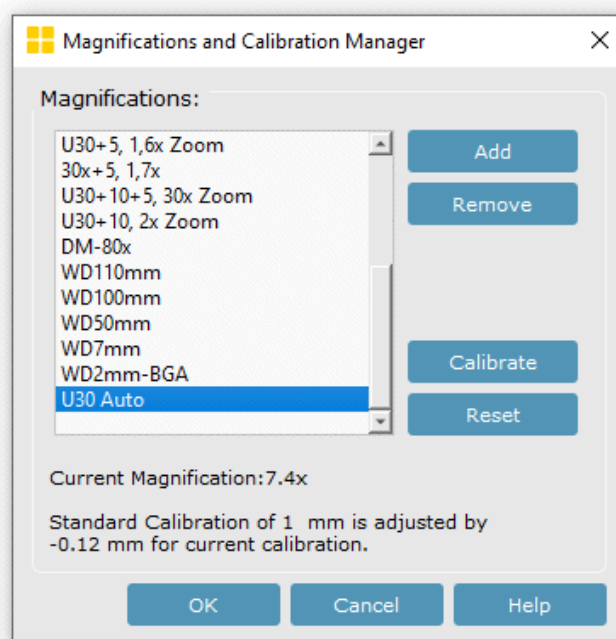 Magnifications and Calibration Manager
Magnifications:
U30+5, 1,6x Zoom
30x+5, 1,7x
U30+10+5, 30x Zoom
U30+10, 2x Zoom
DM-80x
WD110mm
WD100mm
WD50mm
WD7mm
WD2mm-BGA
U30 Auto
Add
Remove
Calibrate
Reset
Current Magnification:7.4x
Standard Calibration of 1  mm is adjusted by
-0.12 mm for current calibration.
OK
Cancel
Help